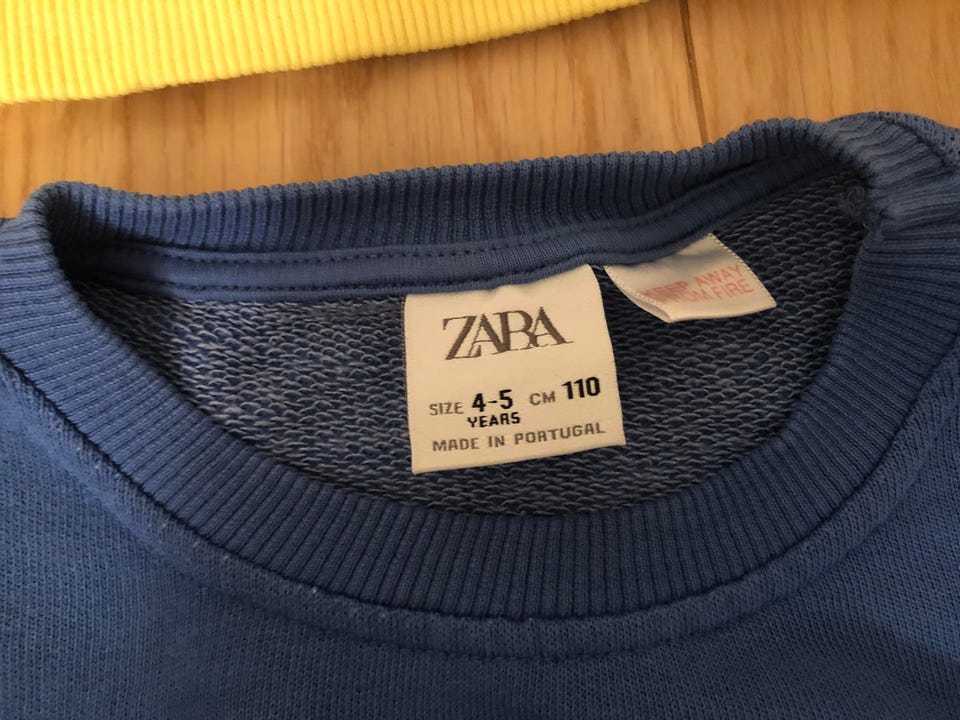 ZARA
SIZE 4-5 CM 110
YEARS
MADE IN PORTUGAL
KEEP AWAY
FROM FIRE